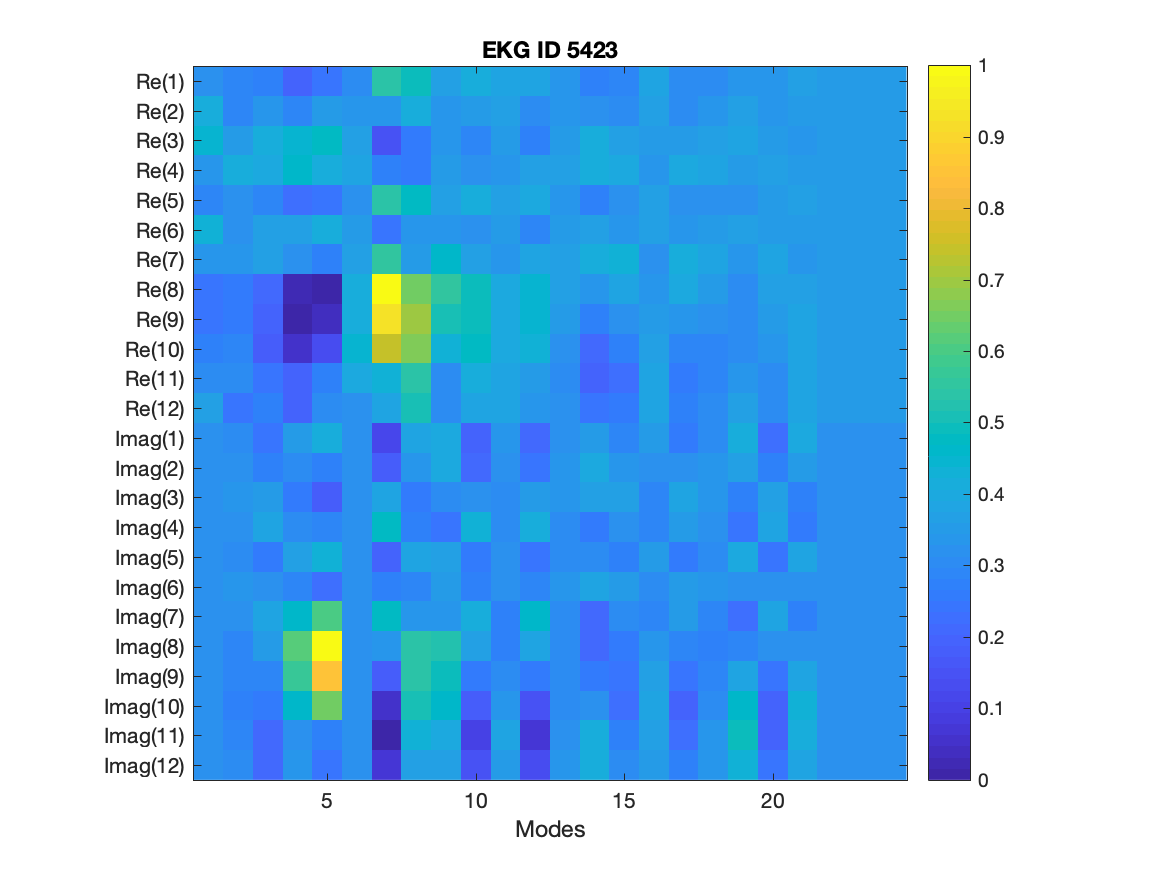 EKG ID 5423
Re(1)
Re(2)
Re(3)
Re(4)
Re(5)
Re(6)
Re(7)
Re(8)
Re(9)
Re(10)
Re(11)
Re(12)
Imag(1)
Imag(2)
Imag(3)
Imag(4)
Imag(5)
Imag(6)
Imag(7)
Imag(8)
Imag(9)
Imag(10)
Imag(11)
Imag(12)
5 10 15 20
Modes
1
0.9
0.8
0.7
0.6
0.5
0.4
0.3
0.2
0.1
0